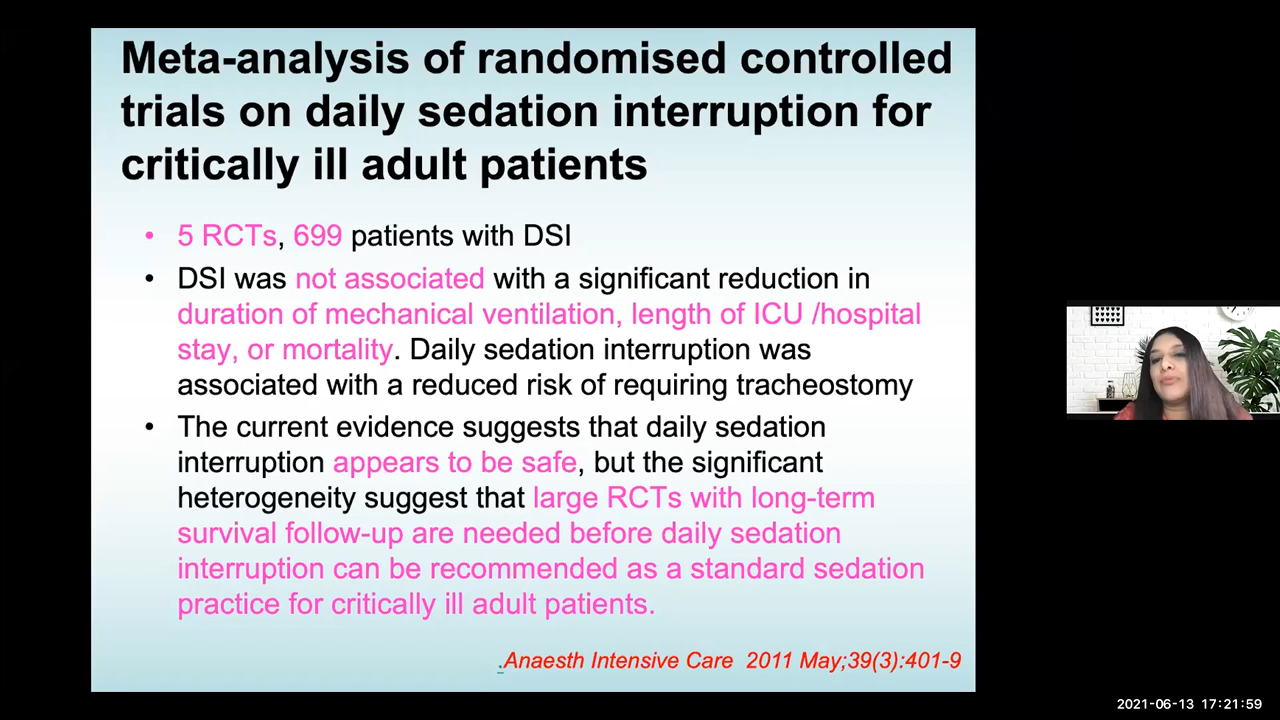 Meta-analysis of randomised controlled
trials on daily sedation interruption for
critically ill adult patients
• 5 RCTs, 699 patients with DSI
• DSI was not associated with a significant reduction in
duration of mechanical ventilation, length of ICU /hospital
stay, or mortality. Daily sedation interruption was
associated with a reduced risk of requiring tracheostomy
• The current evidence suggests that daily sedation
interruption appears to be safe, but the significant
heterogeneity suggest that large RCTs with long-term
survival follow-up are needed before daily sedation
interruption can be recommended as a standard sedation
practice for critically ill adult patients.
.Anaesth Intensive Care 2011 May;39(3):401-9
2021-06-13 17:21:59